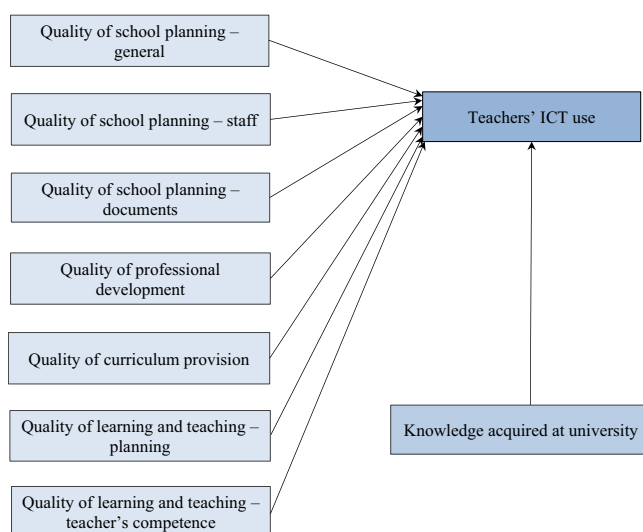 Quality of school planning –
general
Quality of school planning – staff
Teachers’ ICT use
Quality of school planning –
documents
Quality of professional
development
Quality of curriculum provision
Knowledge acquired at university
Quality of learning and teaching –
planning
Quality of learning and teaching –
teacher’s competence